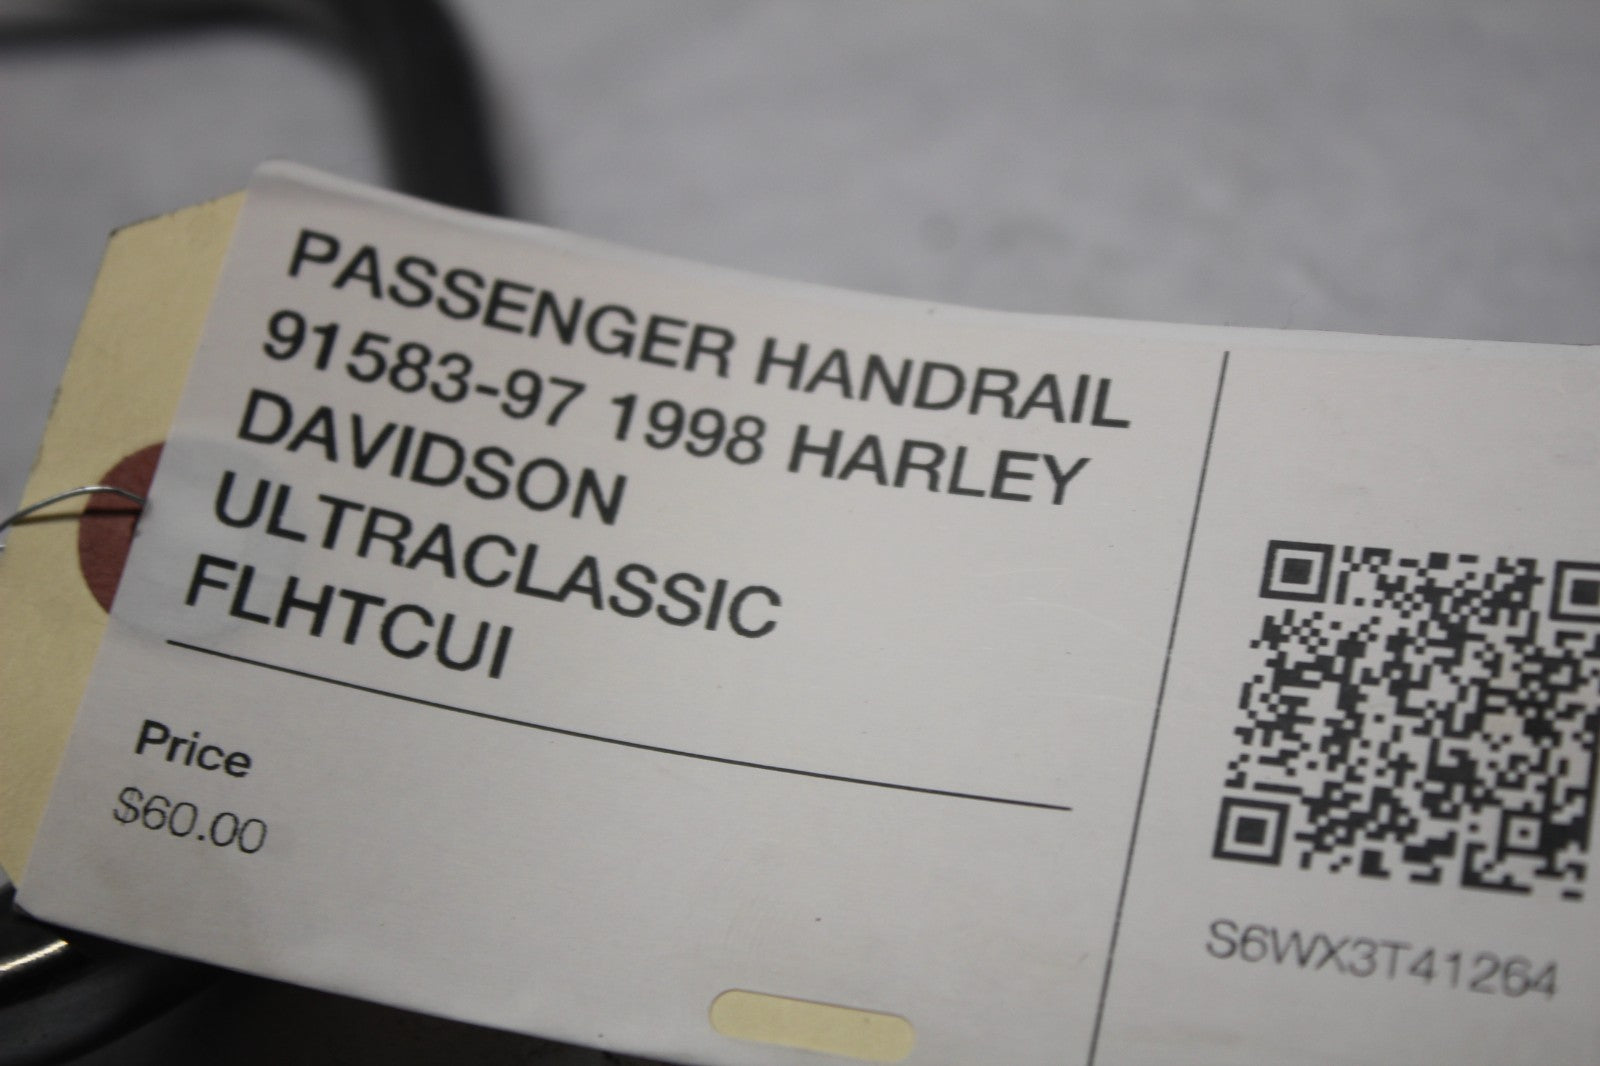 PASSENGER HANDRAIL
91583-97 1998 HARLEY
DAVIDSON
ULTRACLASSIC
FLHTCUI
Price
$60.00
S6WX3T41264